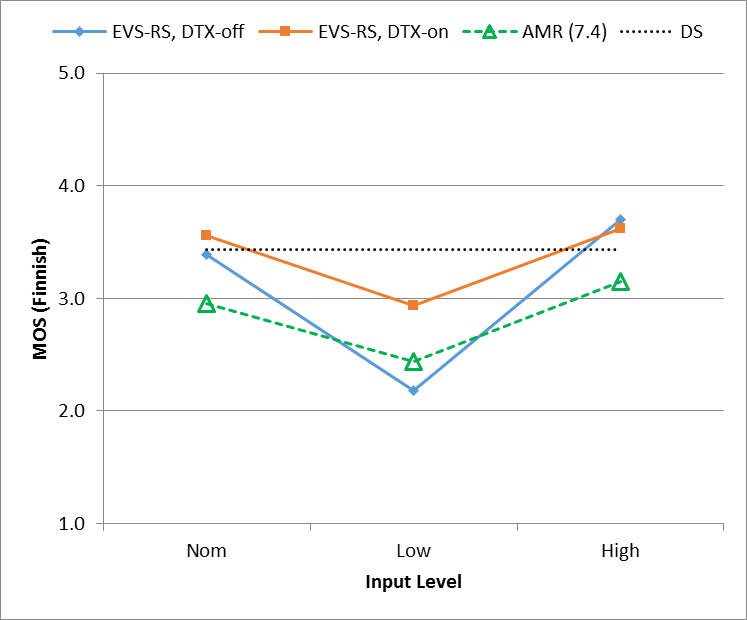 EVS-RS, DTX-off EVS-RS, DTX-on AMR (7.4) DS
5.0
4.0
3.0
2.0
1.0
MOS (Finnish)
Nom Low High
Input Level